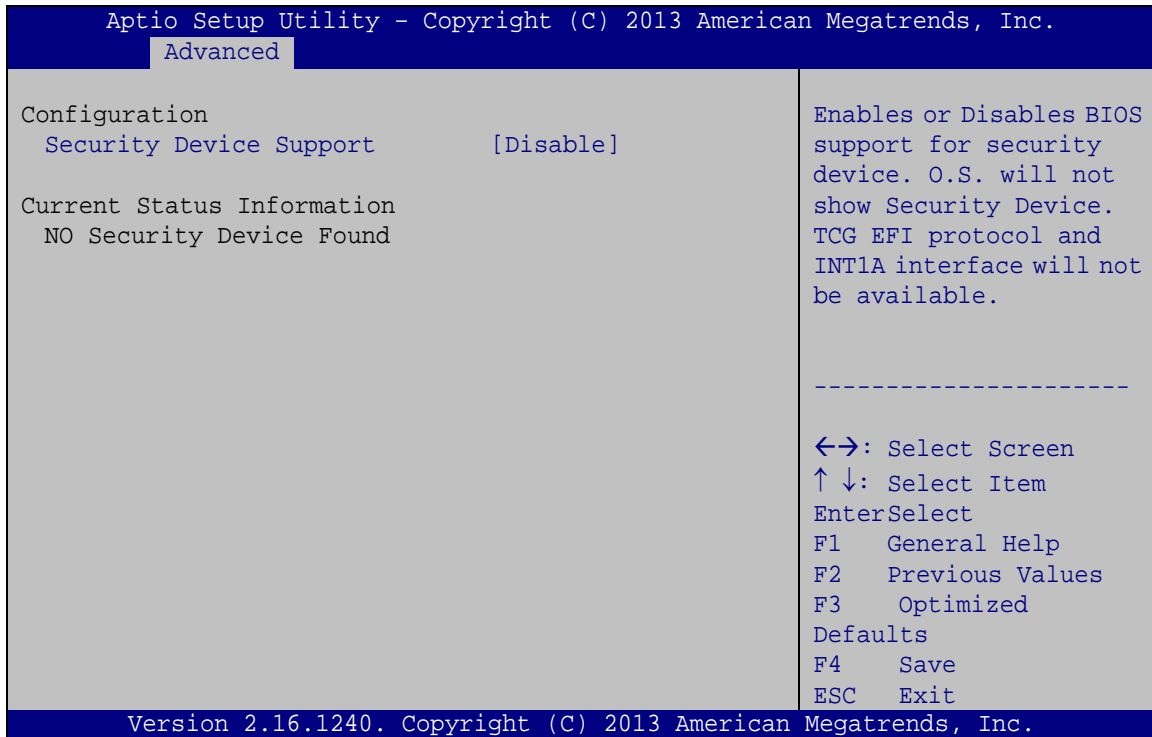 Aptio Setup Utility – Copyright (C) 2013 American Megatrends, Inc.
Advanced
Configuration
Security Device Support [Disable]
Current Status Information
NO Security Device Found
Enables or Disables BIOS
support for security
device. O.S. will not
show Security Device.
TCG EFI protocol and
INT1A interface will not
be available.
----------------------
←→: Select Screen
↑ ↓: Select Item
EnterSelect
F1 General Help
F2 Previous Values
F3 Optimized
Defaults
F4 Save
ESC Exit
Version 2.16.1240. Copyright (C) 2013 American Megatrends, Inc.